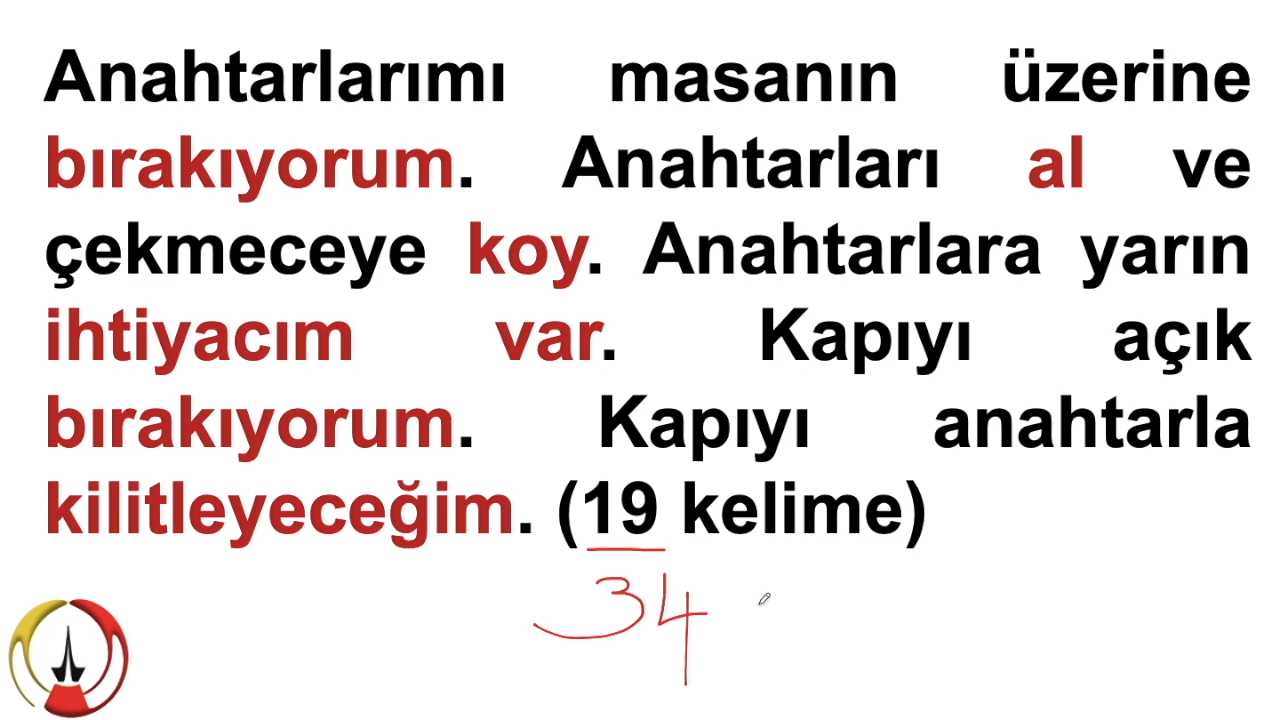 Anahtarlarımı masanın üzerine
bırakıyorum. Anahtarları al ve
çekmeceye koy. Anahtarlara yarın
ihtiyacım var. Kapıyı açık
bırakıyorum. Kapıyı anahtarla
kilitleyeceğim. (19 kelime)
34